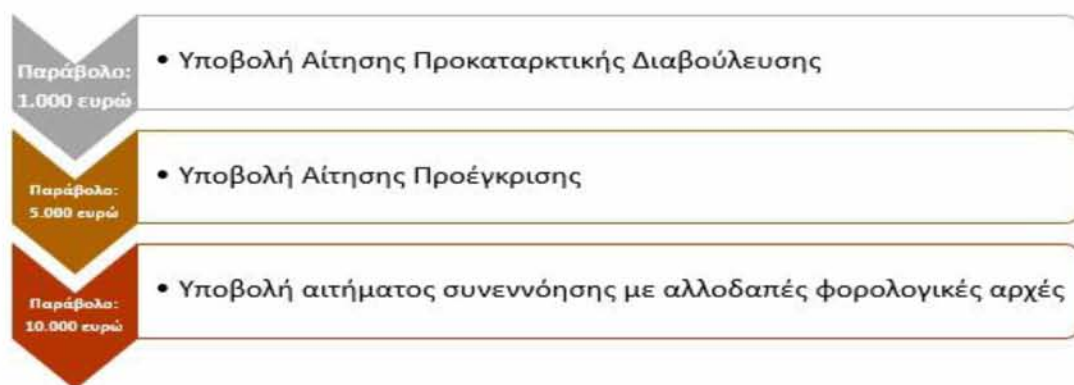 Παράβολο:
1.000 ευρώ
• Υποβολή Αίτησης Προκαταρκτικής Διαβούλευσης
Παράβολο:
5.000 ευρώ
• Υποβολή Αίτησης Προέγκρισης
Παράβολο:
10.000 ευρώ
• Υποβολή αιτήματος συνεννόησης με αλλοδαπές φορολογικές αρχές